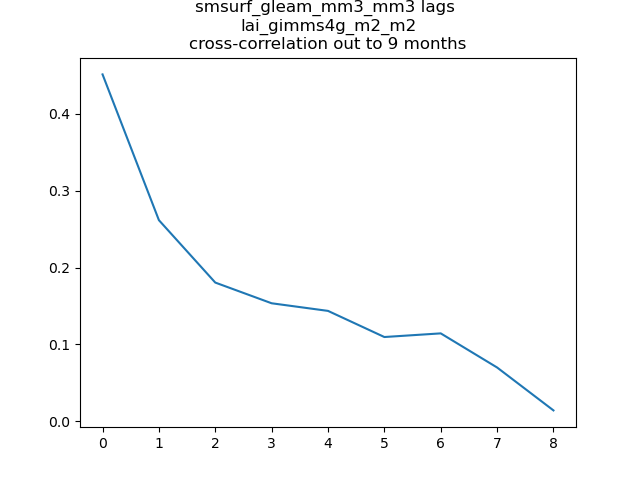 smsurf_gleam_mm3_mm3 lags
lai_gimms4g_m2_m2
cross-correlation out to 9 months
0.4
0.3
0.2
0.1
0.0
0 1 2 3 4 5 6 7 8